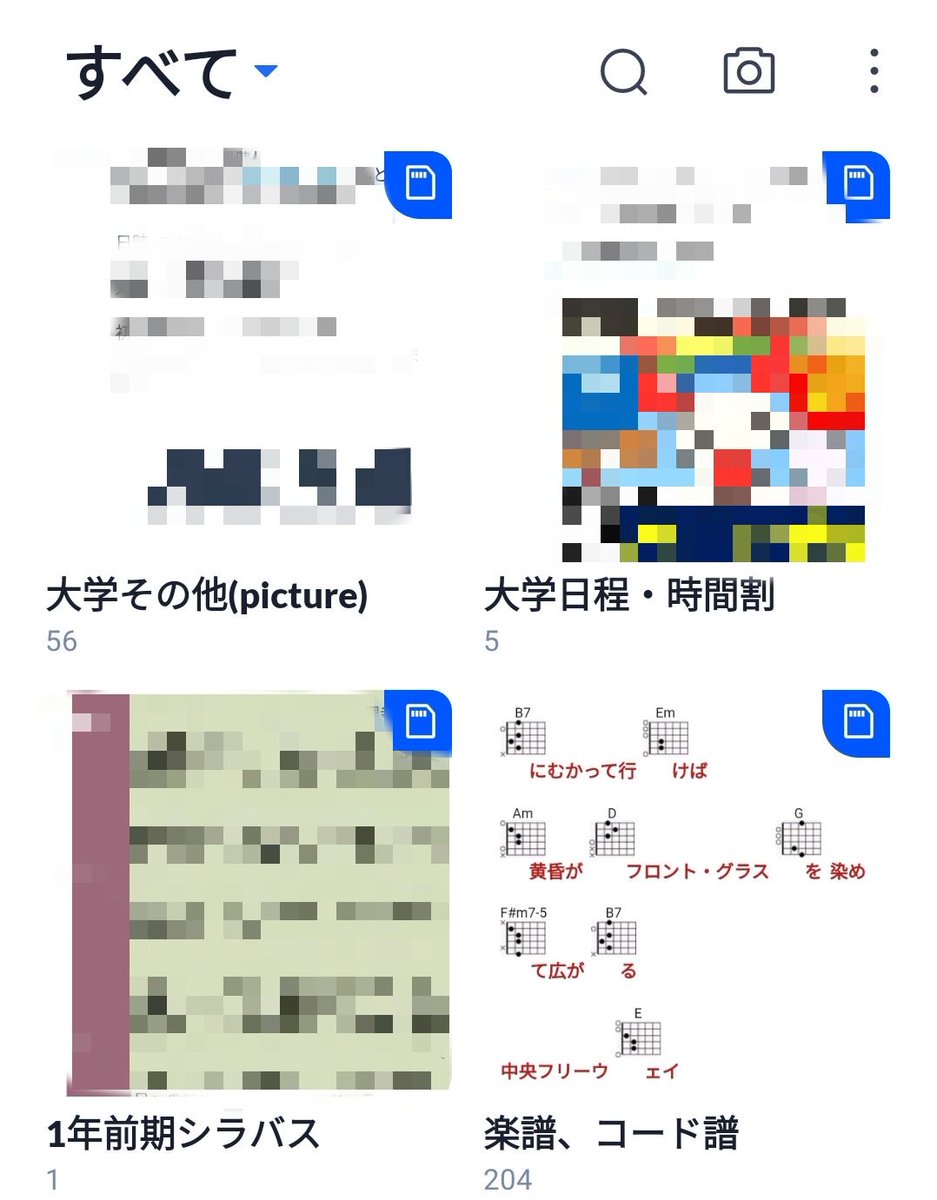 すべて
大学その他(picture)
56
大学日程・時間割
5
B7 Em
にむかって行 けば
Am D G
黄昏が フロント・グラス を 染め
F#m7-5 B7
て広が る
E
中央フリーウ ェイ
1年前期シラバス
1
楽譜、コード譜
204